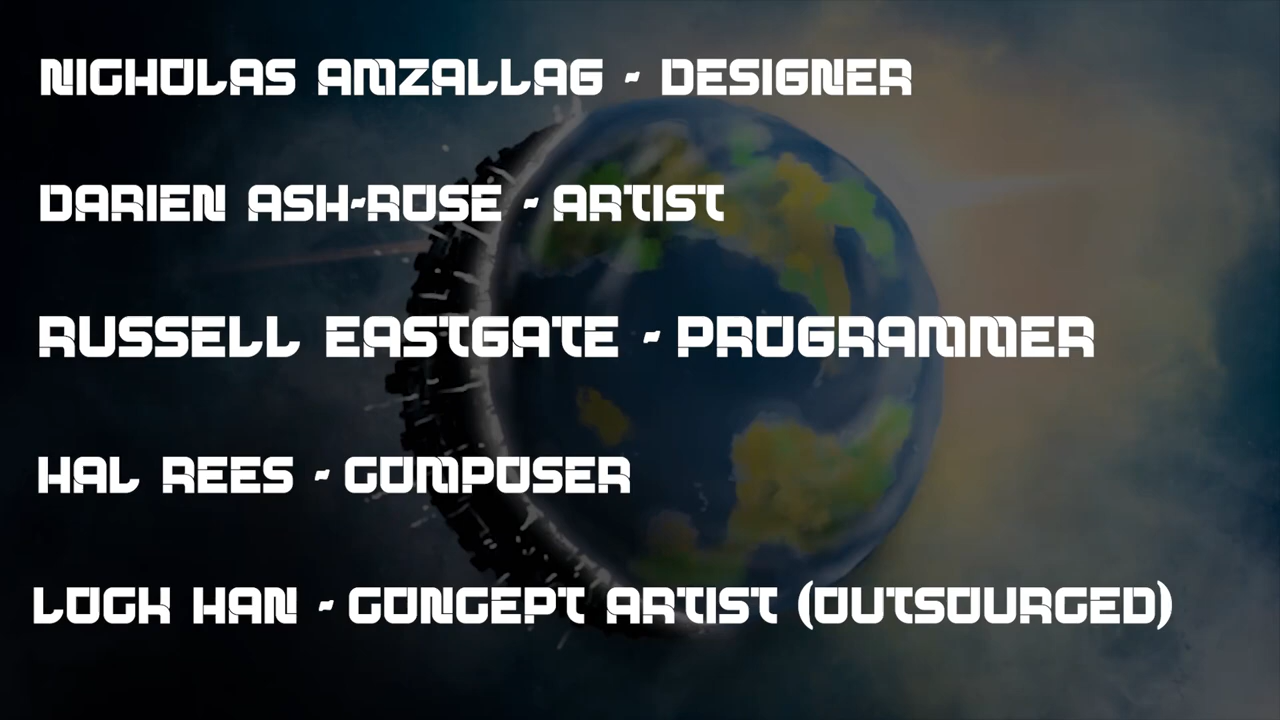 NICHOLAS AMZALLAG - DESIGNER
DARIEN ASH-ROSE - ARTIST
RUSSELL EASTGATE - PROGRAMMER
HAL REES - COMPOSER
LOCK HAN - CONCEPT ARTIST (OUTSOURCED)